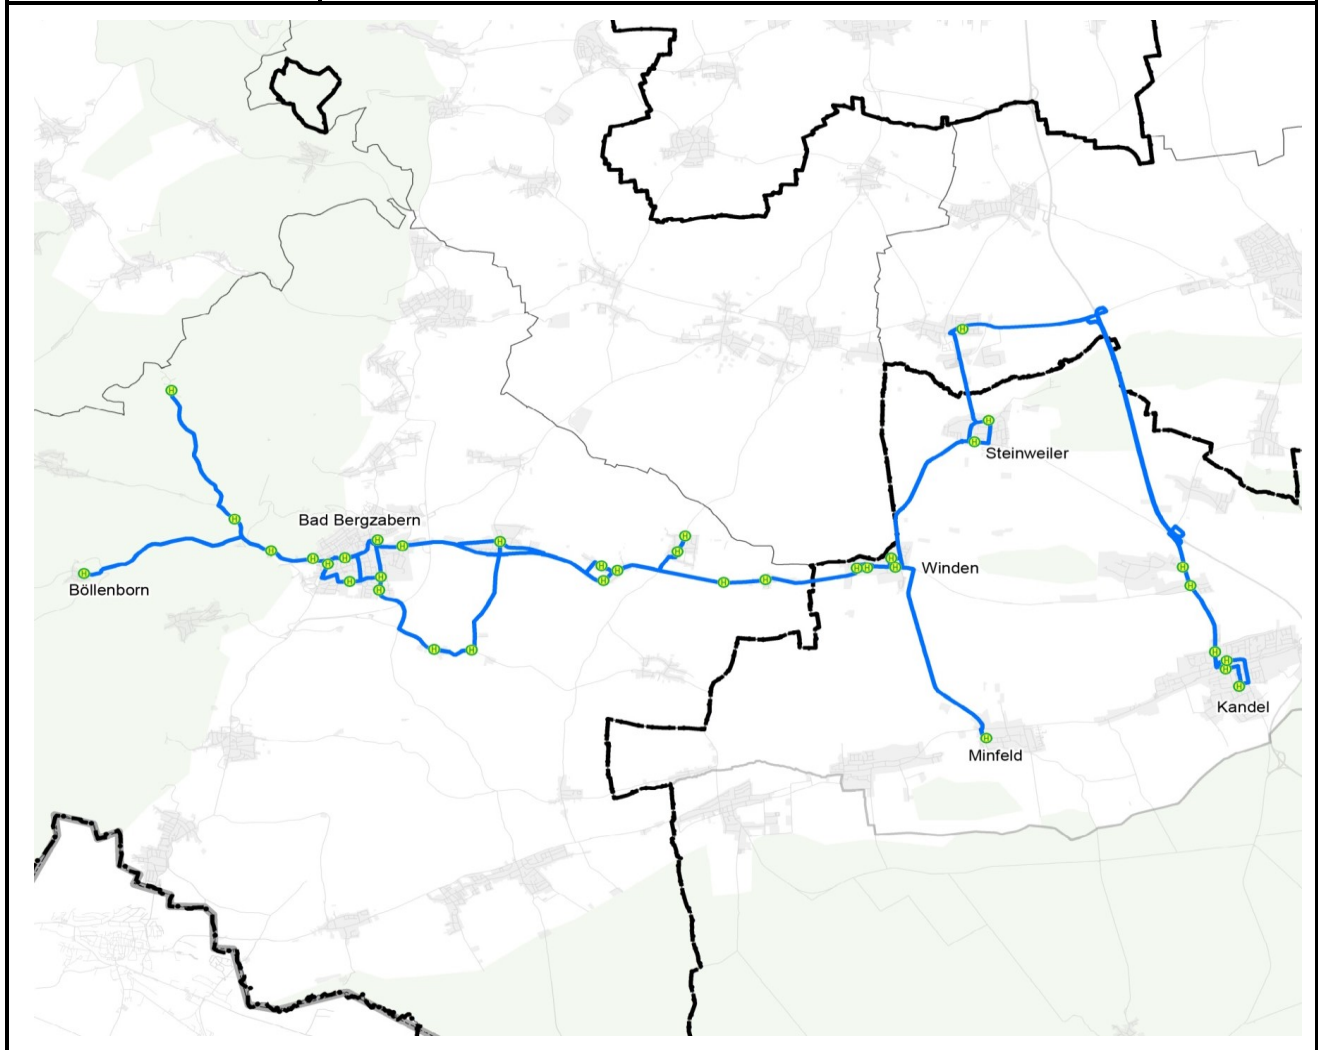 Steinweiler
Bad Bergzabern
Winden
Böllenborn
Kandel
Minfeld